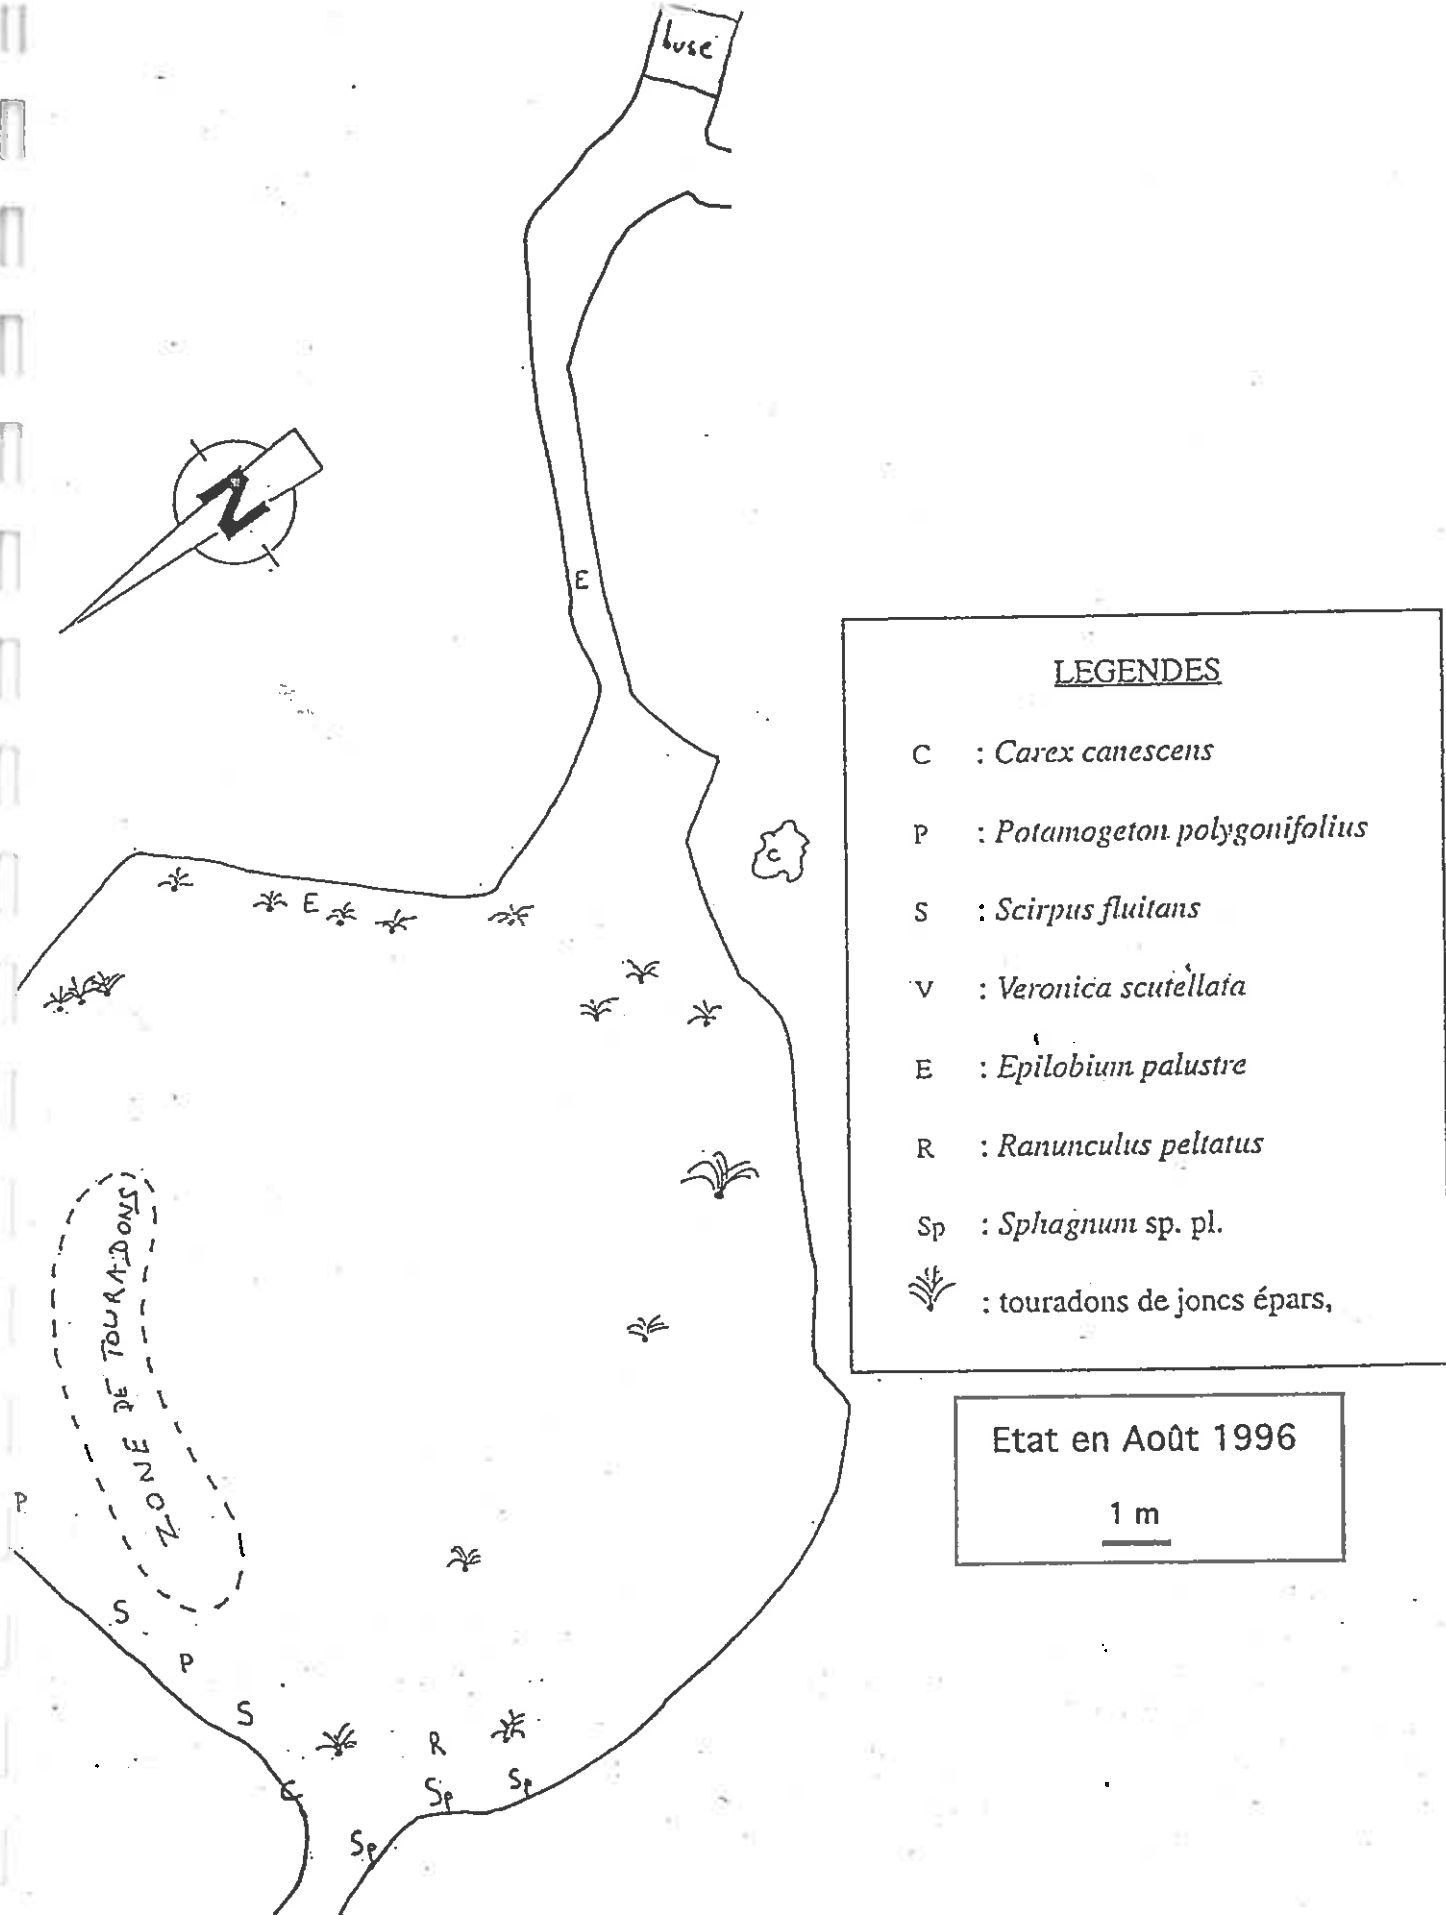 buse
N
E
LEGENDES
C : Carex canescens
P : Potamogeton polygonifolius
S : Scirpus fluitans
V : Veronica scutellata
E : Epilobium palustre
R : Ranunculus peltatus
Sp : Sphagnum sp. pl.
: touradons de joncs épars,
C
E
ZONE DE TOURADONS
Etat en Août 1996
1 m
P
S
P
S
R
C
Sp
Sp
Sp